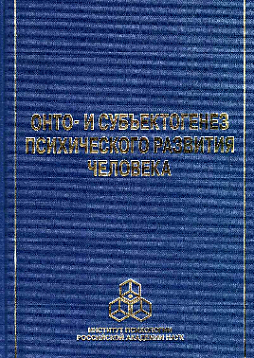 ОНТО- И СУБЪЕКТОГЕНЕЗ
ПСИХИЧЕСКОГО РАЗВИТИЯ
ЧЕЛОВЕКА
ИНСТИТУТ ПСИХОЛОГИИ
РОССИЙСКОЙ АКАДЕМИИ НАУК